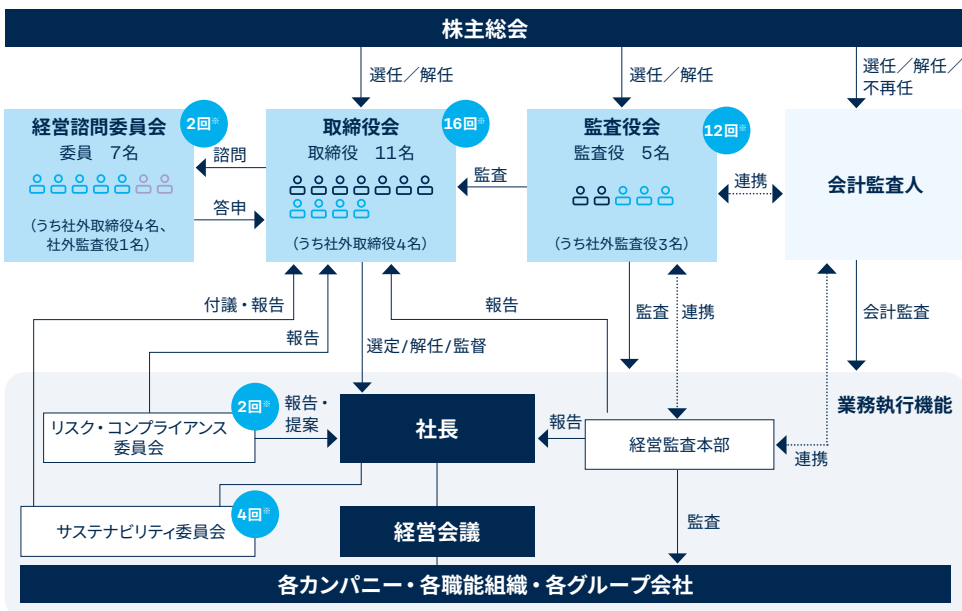 株主総会
選任／解任
選任／解任
選任／解任／
不再任
経営諮問委員会
2回※
委員　7名
(うち社外取締役4名、
社外監査役1名)
諮問
答申
取締役会
16回※
取締役　11名
(うち社外取締役4名)
監査
監査役会
12回※
監査役　5名
(うち社外監査役3名)
連携
会計監査人
付議・報告
報告
選定/解任/監督
報告
監査
連携
会計監査
業務執行機能
リスク・コンプライアンス
委員会
2回※
報告・
提案
社長
報告
経営監査本部
連携
サステナビリティ委員会
4回※
経営会議
監査
各カンパニー・各職能組織・各グループ会社